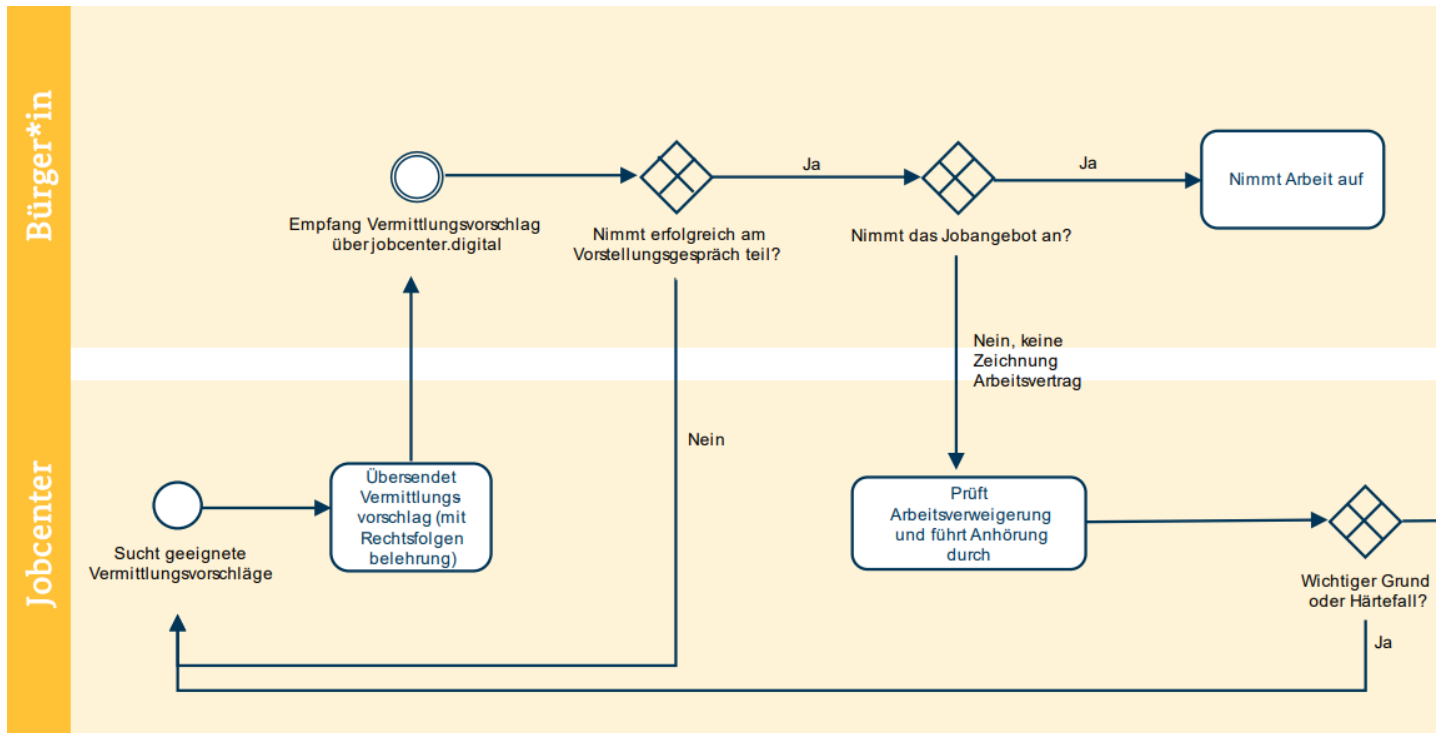 Bürger*in
Empfang Vermittlungsvorschlag
über jobcenter.digital
Nimmt erfolgreich am
Vorstellungsgespräch teil?
Ja
Nimmt das Jobangebot an?
Ja
Nimmt Arbeit auf
Nein, keine
Zeichnung
Arbeitsvertrag
Jobcenter
Sucht geeignete
Vermittlungsvorschläge
Übersendet
Vermittlungs
vorschlag (mit
Rechtsfolgen
belehrung)
Nein
Prüft
Arbeitsverweigerung
und führt Anhörung
durch
Wichtiger Grund
oder Härtefall?
Ja